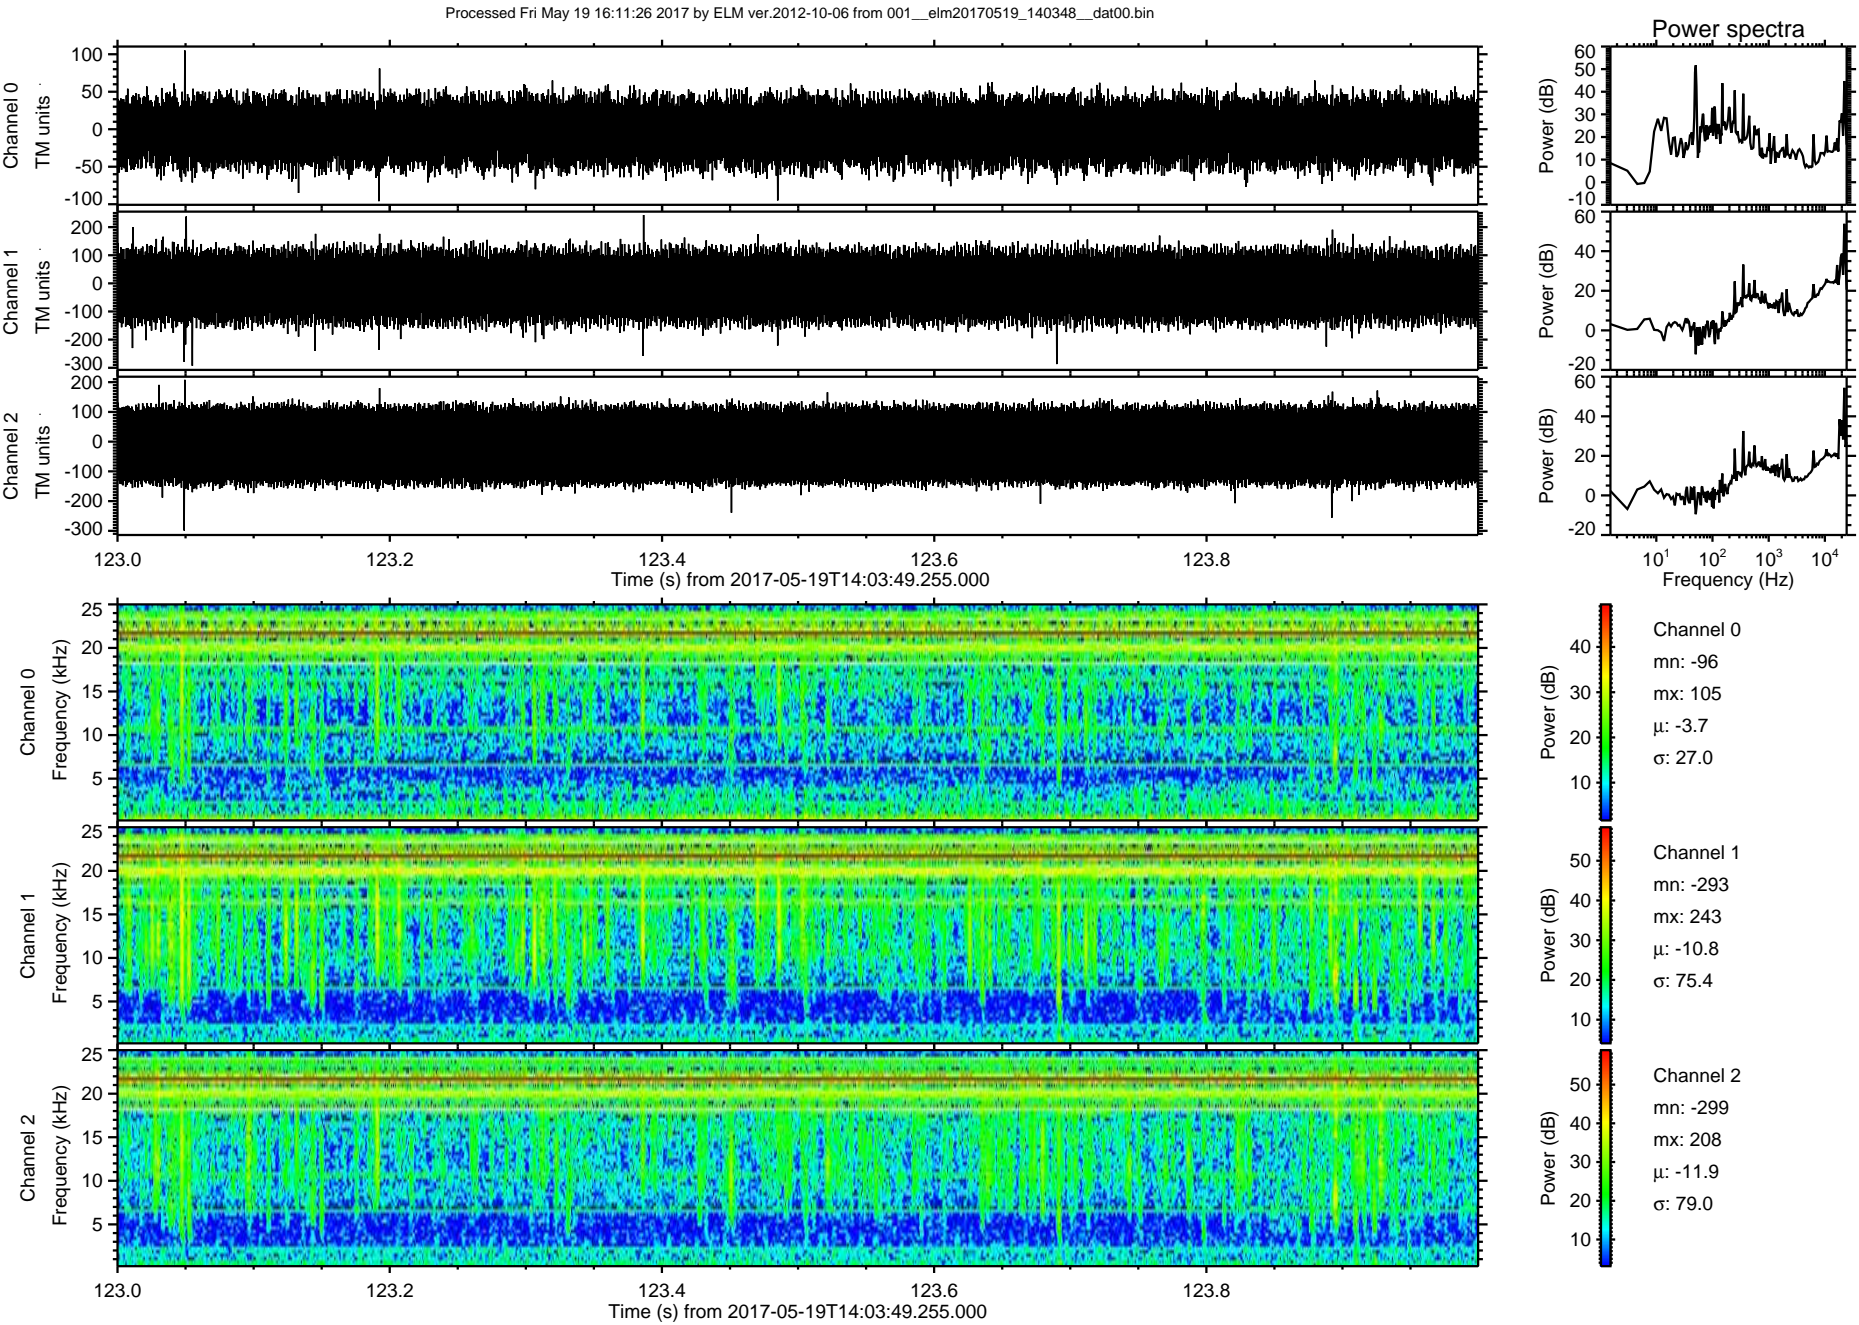 Processed Fri May 19 16:11:26 2017 by ELM ver.2012-10-06 from 001__elm20170519_140348__dat00.bin
Power spectra
Channel 0
TM units
100
50
0
-50
-100
Power (dB)
60
50
40
30
20
10
0
-10
Channel 1
TM units
200
100
0
-100
-200
-300
Power (dB)
60
40
20
0
-20
Channel 2
TM units
200
100
0
-100
-200
-300
Power (dB)
60
40
20
0
-20
123.0 123.2 123.4 123.6 123.8
Time (s) from 2017-05-19T14:03:49.255.000
10^1 10^2 10^3 10^4
Frequency (Hz)
Channel 0
Frequency (kHz)
25
20
15
10
5
Power (dB)
40
30
20
10
Channel 0
mn: -96
mx: 105
μ: -3.7
σ: 27.0
Channel 1
Frequency (kHz)
25
20
15
10
5
Power (dB)
50
40
30
20
10
Channel 1
mn: -293
mx: 243
μ: -10.8
σ: 75.4
Channel 2
Frequency (kHz)
25
20
15
10
5
Power (dB)
50
40
30
20
10
Channel 2
mn: -299
mx: 208
μ: -11.9
σ: 79.0
123.0 123.2 123.4 123.6 123.8
Time (s) from 2017-05-19T14:03:49.255.000